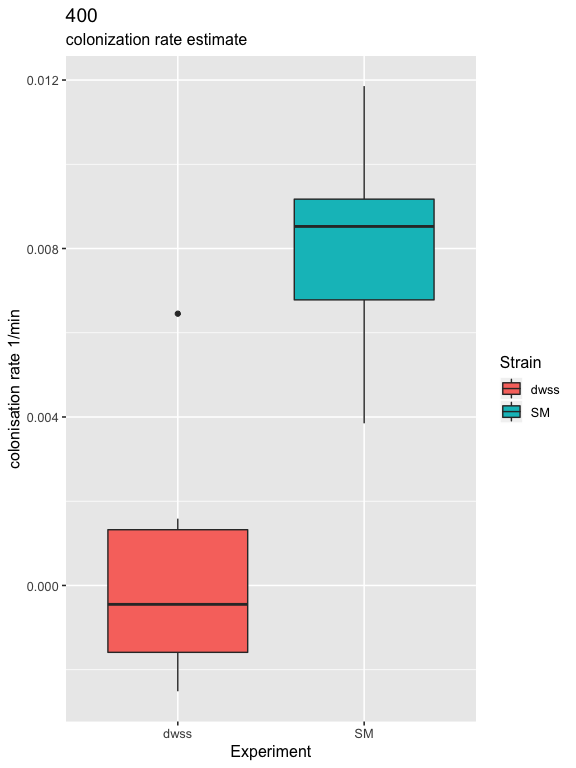 400
colonization rate estimate
0.012
0.008
0.004
0.000
colonisation rate 1/min
dwss
SM
Experiment
Strain
dwss
SM